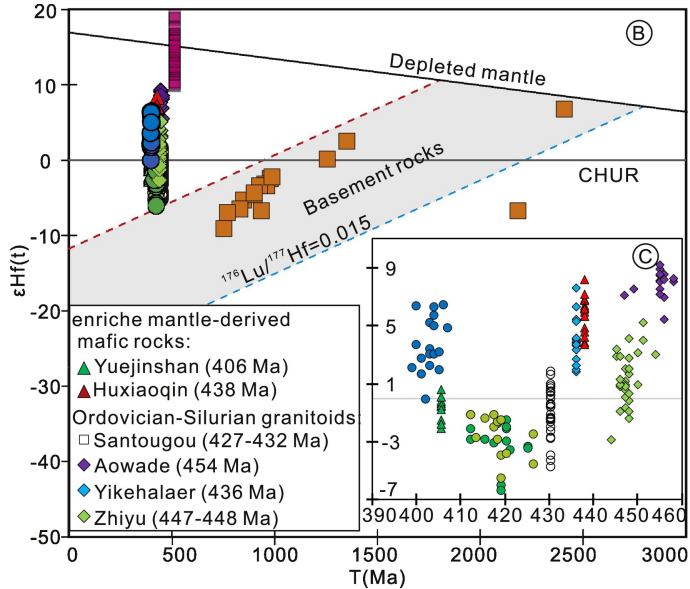 B
Depleted mantle
Basement rocks
CHUR
¹⁷⁶Lu/¹⁷⁷Hf=0.015
εHf(t)
20
10
0
-10
-20
-30
-40
-50
enriche mantle-derived
mafic rocks:
Yuejinshan (406 Ma)
Huxiaoqin (438 Ma)
Ordovician-Silurian granitoids:
Santougou (427-432 Ma)
Aowade (454 Ma)
Yikehalaer (436 Ma)
Zhiyu (447-448 Ma)
C
9
5
1
-3
-7
390 400 410 420 430 440 450 460
0 500 1000 1500 2000 2500 3000
T(Ma)